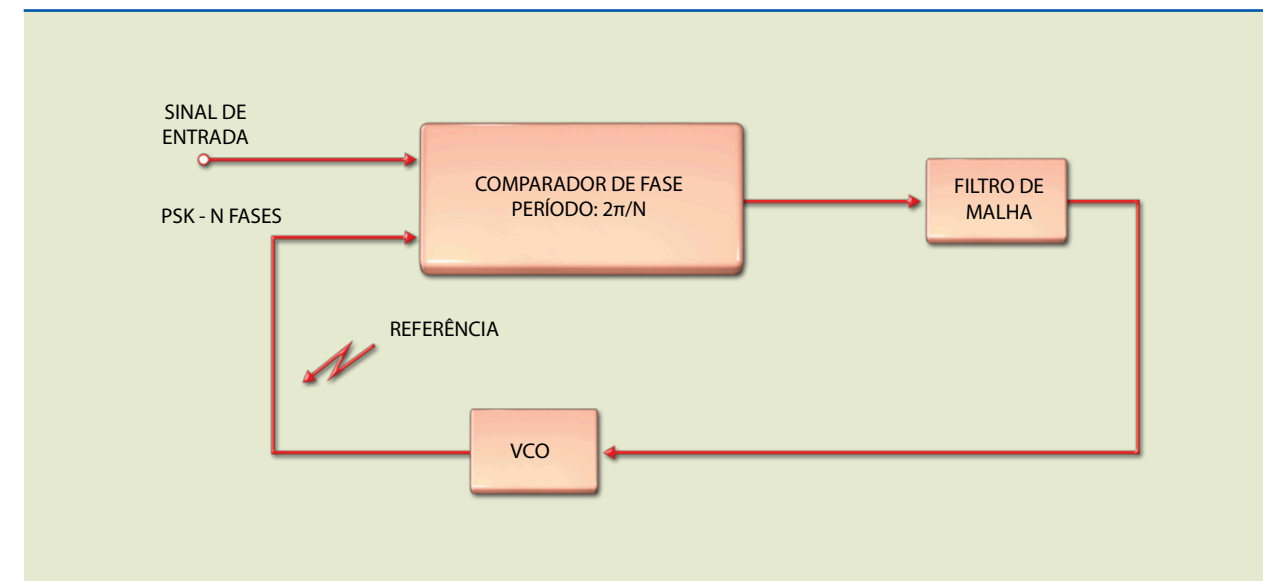 SINAL DE
ENTRADA
PSK - N FASES
COMPARADOR DE FASE
PERÍODO: 2π/N
FILTRO DE
MALHA
REFERÊNCIA
VCO